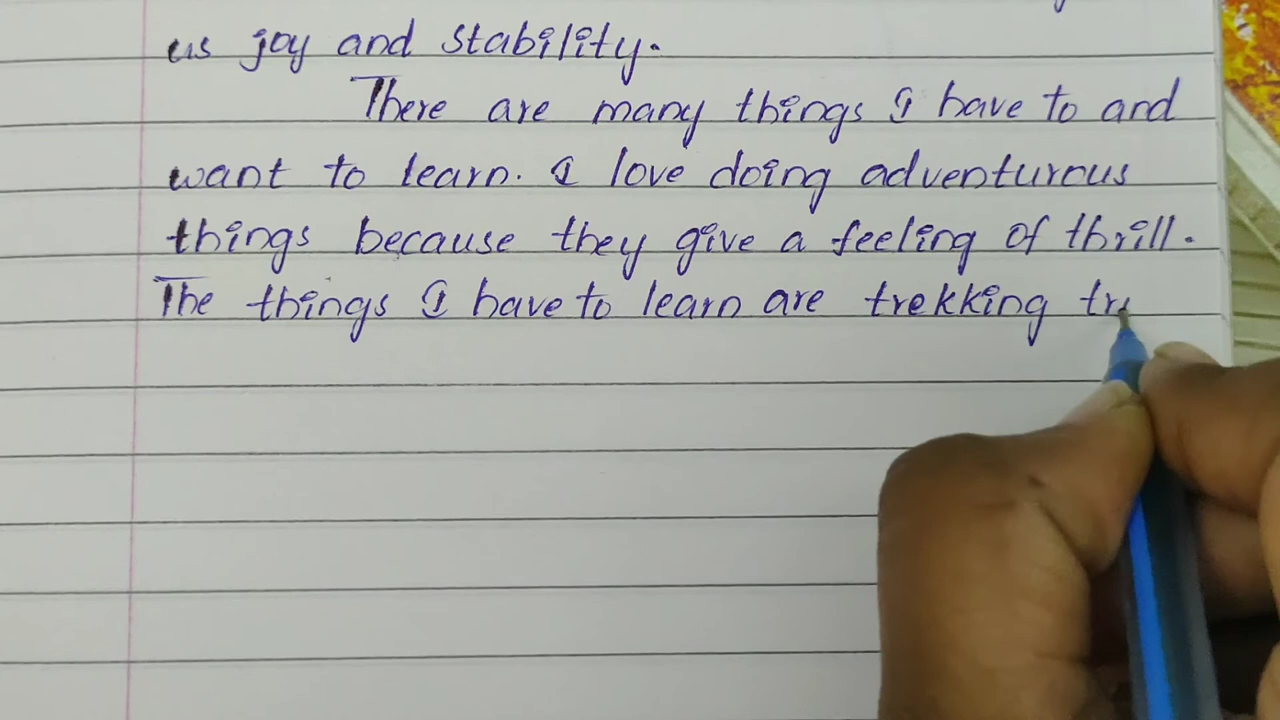 us joy and stability.
There are many things I have to and
want to learn. I love doing adventurous
things because they give a feeling of thrill.
The things I have to learn are trekking